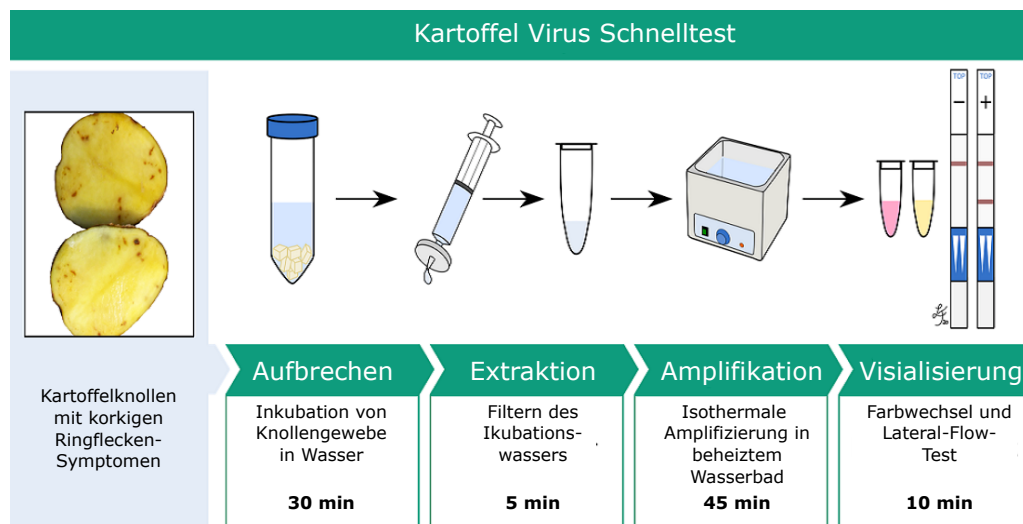 Kartoffel Virus Schnelltest
TOP
TOP
−
+
Kartoffelknollen
mit korkigen
Ringflecken-
Symptomen
Aufbrechen
Inkubation von
Knollengewebe
in Wasser
30 min
Extraktion
Filtern des
Ikubations-
wassers
5 min
Amplifikation
Isothermale
Amplifizierung in
beheiztem
Wasserbad
45 min
Visialisierung
Farbwechsel und
Lateral-Flow-
Test
10 min